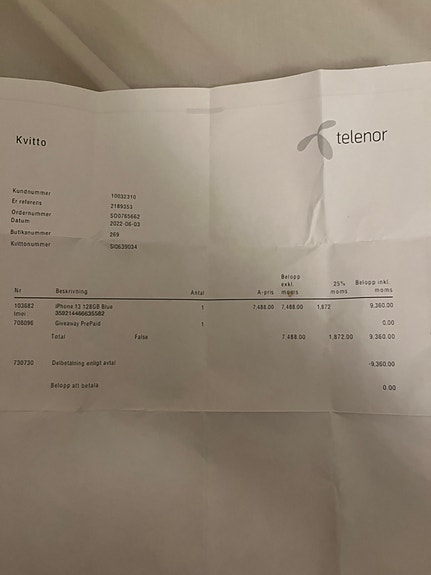 Kvitto
telenor
Kundnummer 10032310
Er referens 2189353
Ordernummer SO0765662
Datum 2022-06-03
Butiksnummer 269
Kvittonummer SI0639034
Nr Beskrivning Antal A-pris Belopp exkl. moms 25% moms Belopp inkl. moms
103682 iPhone 13 128GB Blue 1 7,488.00 7,488.00 1,872 9,360.00
Imei 359214466635582
708096 Giveaway PrePaid 1 0.00
Total False 7 488.00 1,872.00 9 360.00
730730 Delbetalning enligt avtal -9,360.00
Belopp att betala 0.00